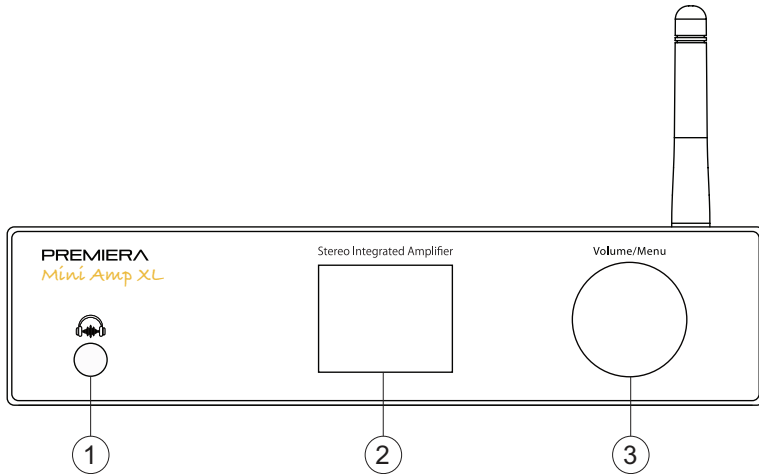 PREMIERA
Mini Amp XL
Stereo Integrated Amplifier
Volume/Menu
1
2
3